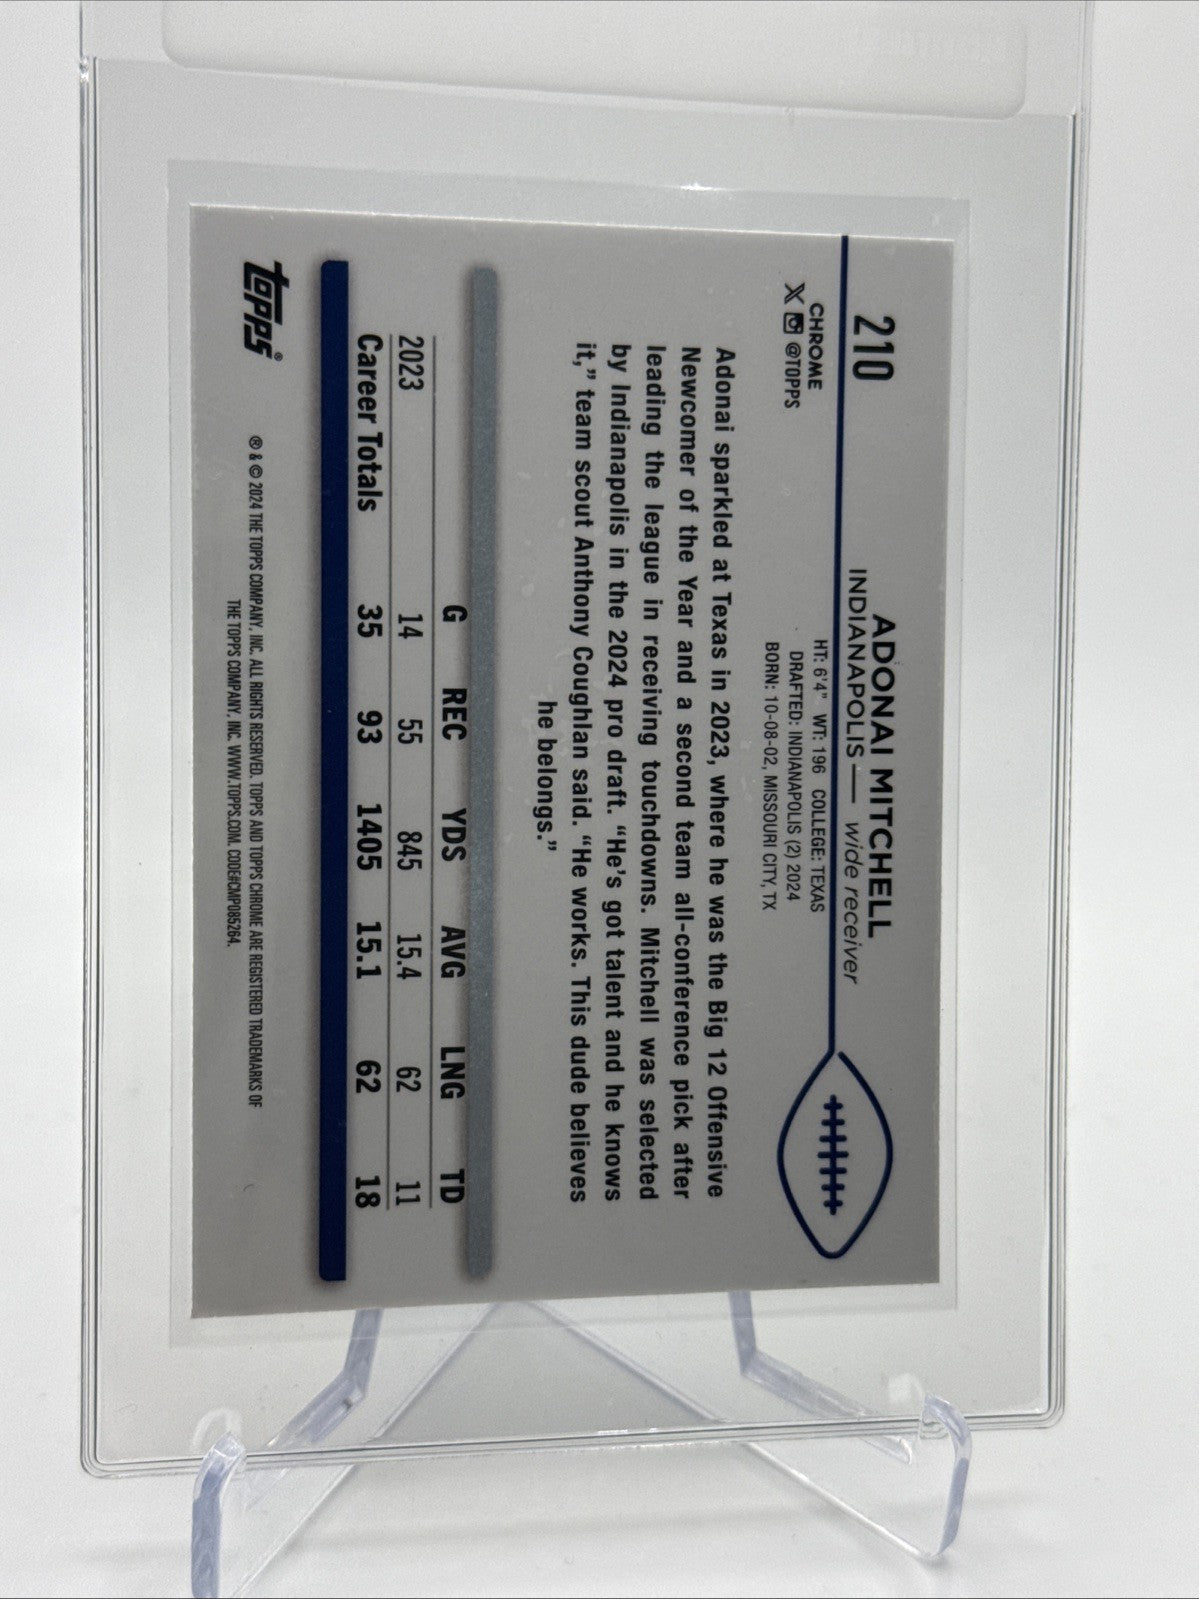 210
ADONAI MITCHELL
INDIANAPOLIS— wide receiver
CHROME
X @TOPPS
HT: 6'4" WT: 196 COLLEGE: TEXAS
DRAFTED: INDIANAPOLIS (2) 2024
BORN: 10-08-02, MISSOURI CITY, TX
Adonai sparkled at Texas in 2023, where he was the Big 12 Offensive
Newcomer of the Year and a second team all-conference pick after
leading the league in receiving touchdowns. Mitchell was selected
by Indianapolis in the 2024 pro draft. “He’s got talent and he knows
it,” team scout Anthony Coughlan said. “He works. This dude believes
he belongs.”
G REC YDS AVG LNG TD
2023 14 55 845 15.4 62 11
Career Totals 35 93 1405 15.1 62 18
topps®
® & © 2024 THE TOPPS COMPANY, INC. ALL RIGHTS RESERVED. TOPPS AND TOPPS CHROME ARE REGISTERED TRADEMARKS OF
THE TOPPS COMPANY, INC. WWW.TOPPS.COM. CODE#CMP085264.